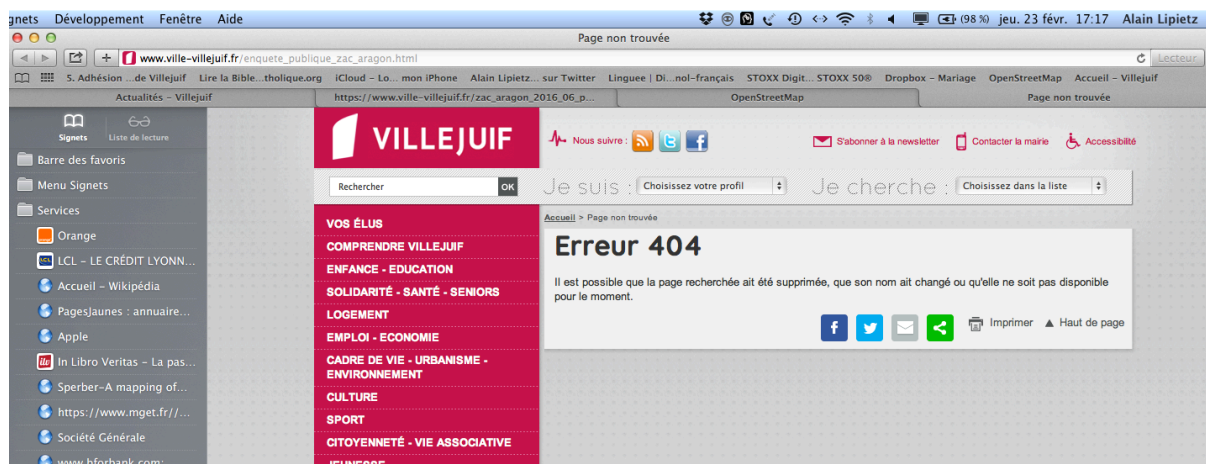 gnets Développement Fenêtre Aide (98 %) jeu. 23 févr. 17:17 Alain Lipietz
Page non trouvée
www.ville-villejuif.fr/enquete_publique_zac_aragon.html Lecteur
S. Adhésion ...de Villejuif Lire la Bible...tholique.org iCloud – Lo... mon iPhone Alain Lipietz... sur Twitter Linguee | Di...nol-français STOXX Digit... STOXX 50® Dropbox – Mariage OpenStreetMap Accueil – Villejuif
Actualités – Villejuif https://www.ville-villejuif.fr/zac_aragon_2016_06_p... OpenStreetMap Page non trouvée
Signets Liste de lecture
Barre des favoris
Menu Signets
Services
Orange
LCL – LE CRÉDIT LYONN...
Accueil – Wikipédia
PagesJaunes : annuaire...
Apple
In Libro Veritas – La pas...
Sperber-A mapping of...
https://www.mget.fr//...
Société Générale
www.bforbank.com:
VILLEJUIF
Nous suivre : S'abonner à la newsletter Contacter la mairie Accessibilité
Rechercher OK Je suis : Choisissez votre profil Je cherche : Choisissez dans la liste
VOS ÉLUS
COMPRENDRE VILLEJUIF
ENFANCE - EDUCATION
SOLIDARITÉ - SANTÉ - SENIORS
LOGEMENT
EMPLOI - ECONOMIE
CADRE DE VIE - URBANISME -
ENVIRONNEMENT
CULTURE
SPORT
CITOYENNETÉ - VIE ASSOCIATIVE
JEUNESSE
Accueil > Page non trouvée
Erreur 404
Il est possible que la page recherchée ait été supprimée, que son nom ait changé ou qu'elle ne soit pas disponible
pour le moment.
Imprimer Haut de page